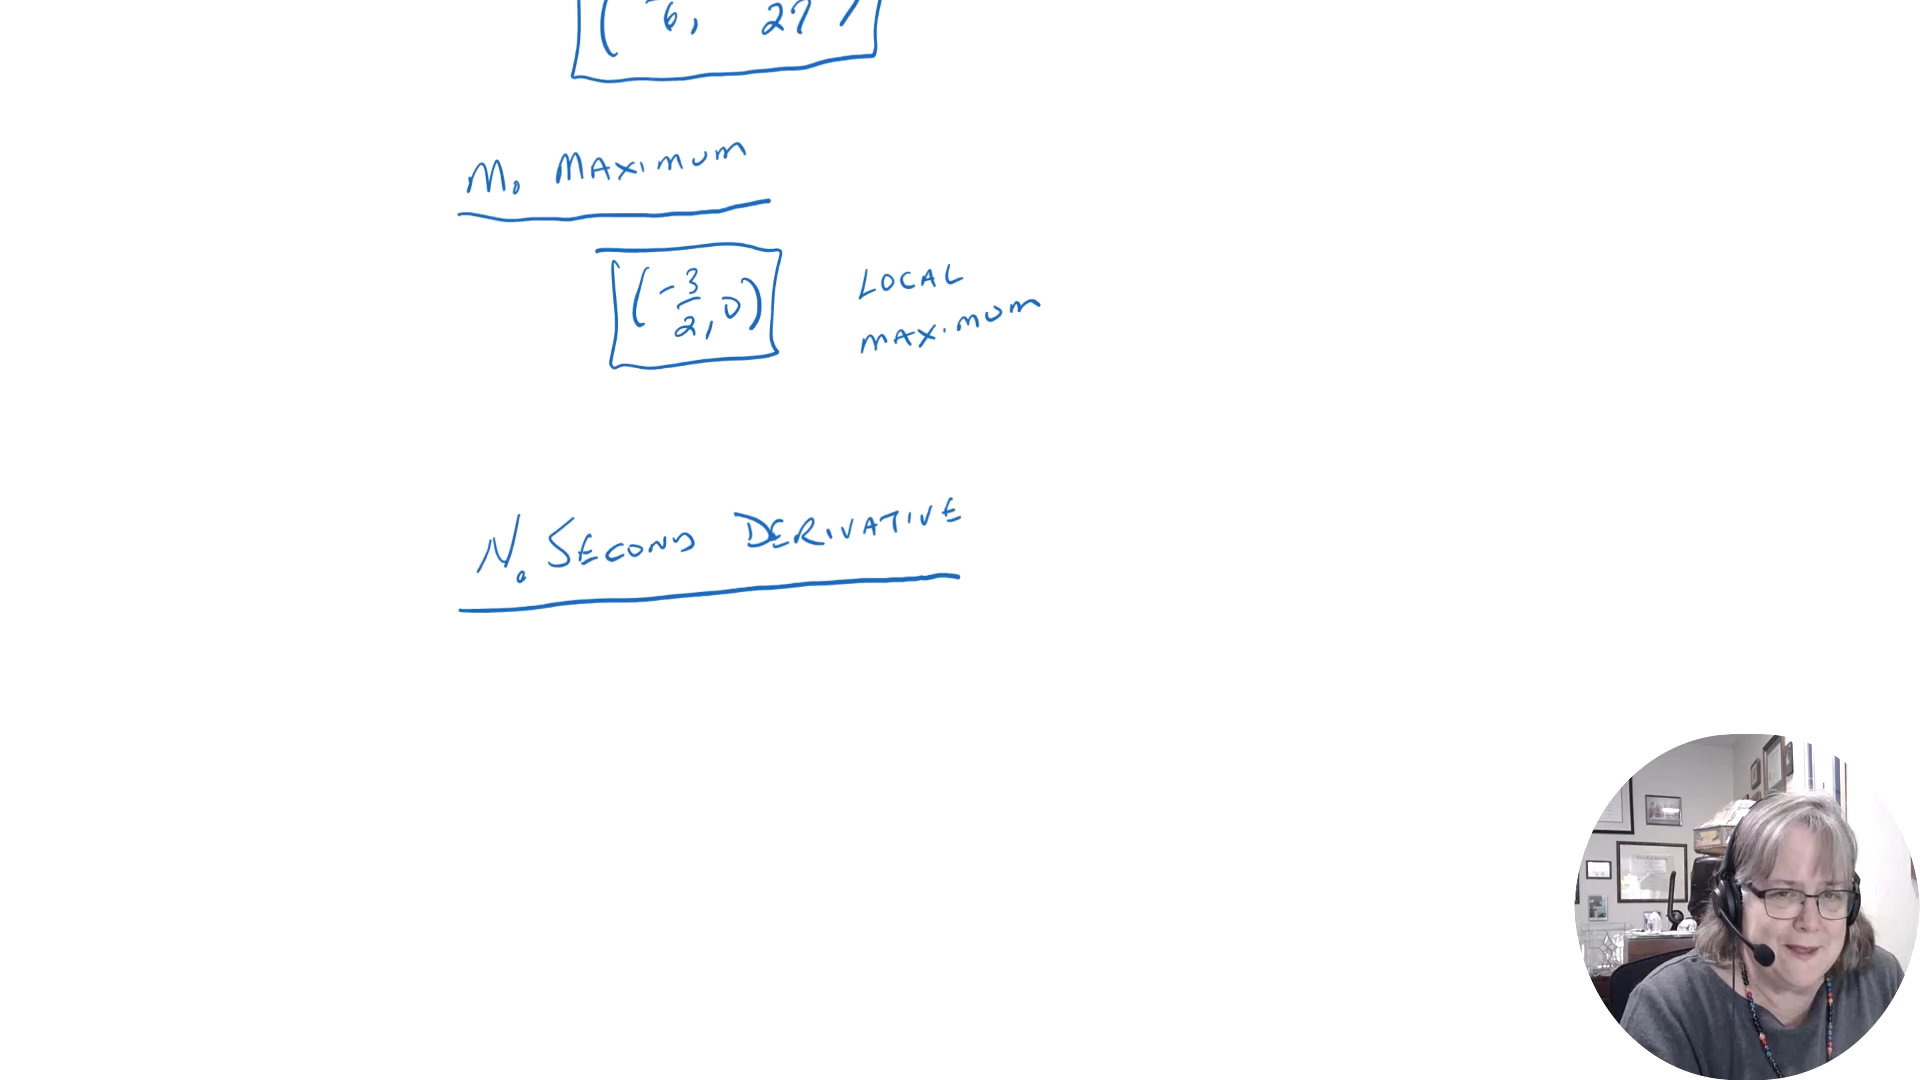 ( 6, 27 )
M. MAXIMUM
(-3/2, 0)
LOCAL
MAXIMUM
N. SECOND DERIVATIVE